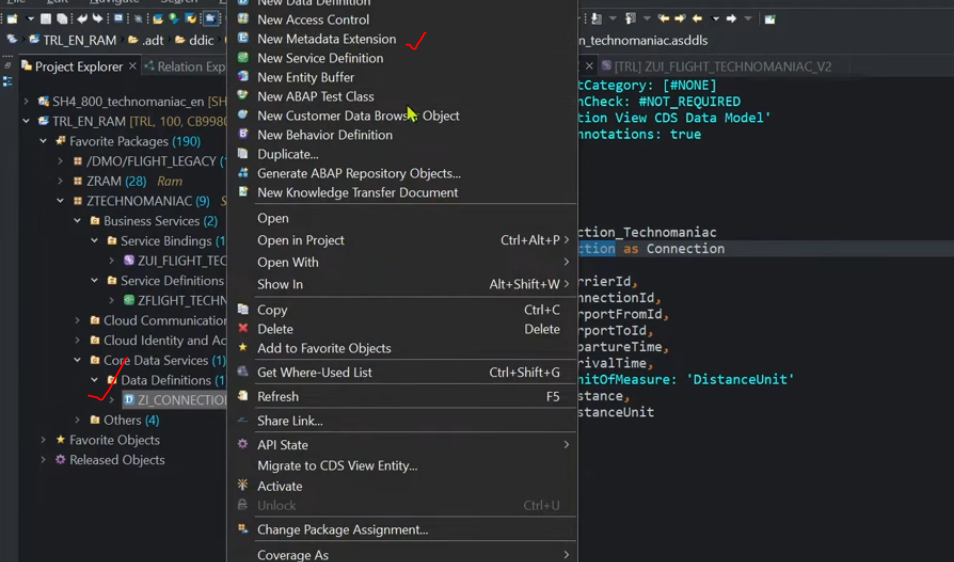 TRL_EN_RAM
.adt
ddic
n_technomaniac.asddls
Project Explorer
Relation Exp
[TRL] ZUI_FLIGHT_TECHNOMANIAC_V2
SH4_800_technomaniac_en [SH
TRL_EN_RAM [TRL, 100, CB9980
Favorite Packages (190)
/DMO/FLIGHT_LEGACY (
ZRAM (28) Ram
ZTECHNOMANIAC (9)
Business Services (2)
Service Bindings (1
ZUI_FLIGHT_TEC
Service Definitions
ZFLIGHT_TECHN
Cloud Communication
Cloud Identity and Ac
Core Data Services (1)
Data Definitions (1
ZI_CONNECTION
Others (4)
Favorite Objects
Released Objects
New Data Definition
New Access Control
New Metadata Extension
New Service Definition
New Entity Buffer
New ABAP Test Class
New Customer Data Browser Object
New Behavior Definition
Duplicate...
Generate ABAP Repository Objects...
New Knowledge Transfer Document
Open
Open in Project Ctrl+Alt+P
Open With
Show In Alt+Shift+W
Copy Ctrl+C
Delete Delete
Add to Favorite Objects
Get Where-Used List Ctrl+Shift+G
Refresh F5
Share Link...
API State
Migrate to CDS View Entity...
Activate
Unlock Ctrl+U
Change Package Assignment...
Coverage As
tCategory: [#NONE]
nCheck: #NOT_REQUIRED
tion View CDS Data Model'
nnotations: true
ction_Technomaniac
ction as Connection
rrierId,
nnectionId,
rportFromId,
rportToId,
partureTime,
rivalTime,
nitOfMeasure: 'DistanceUnit'
stance,
stanceUnit